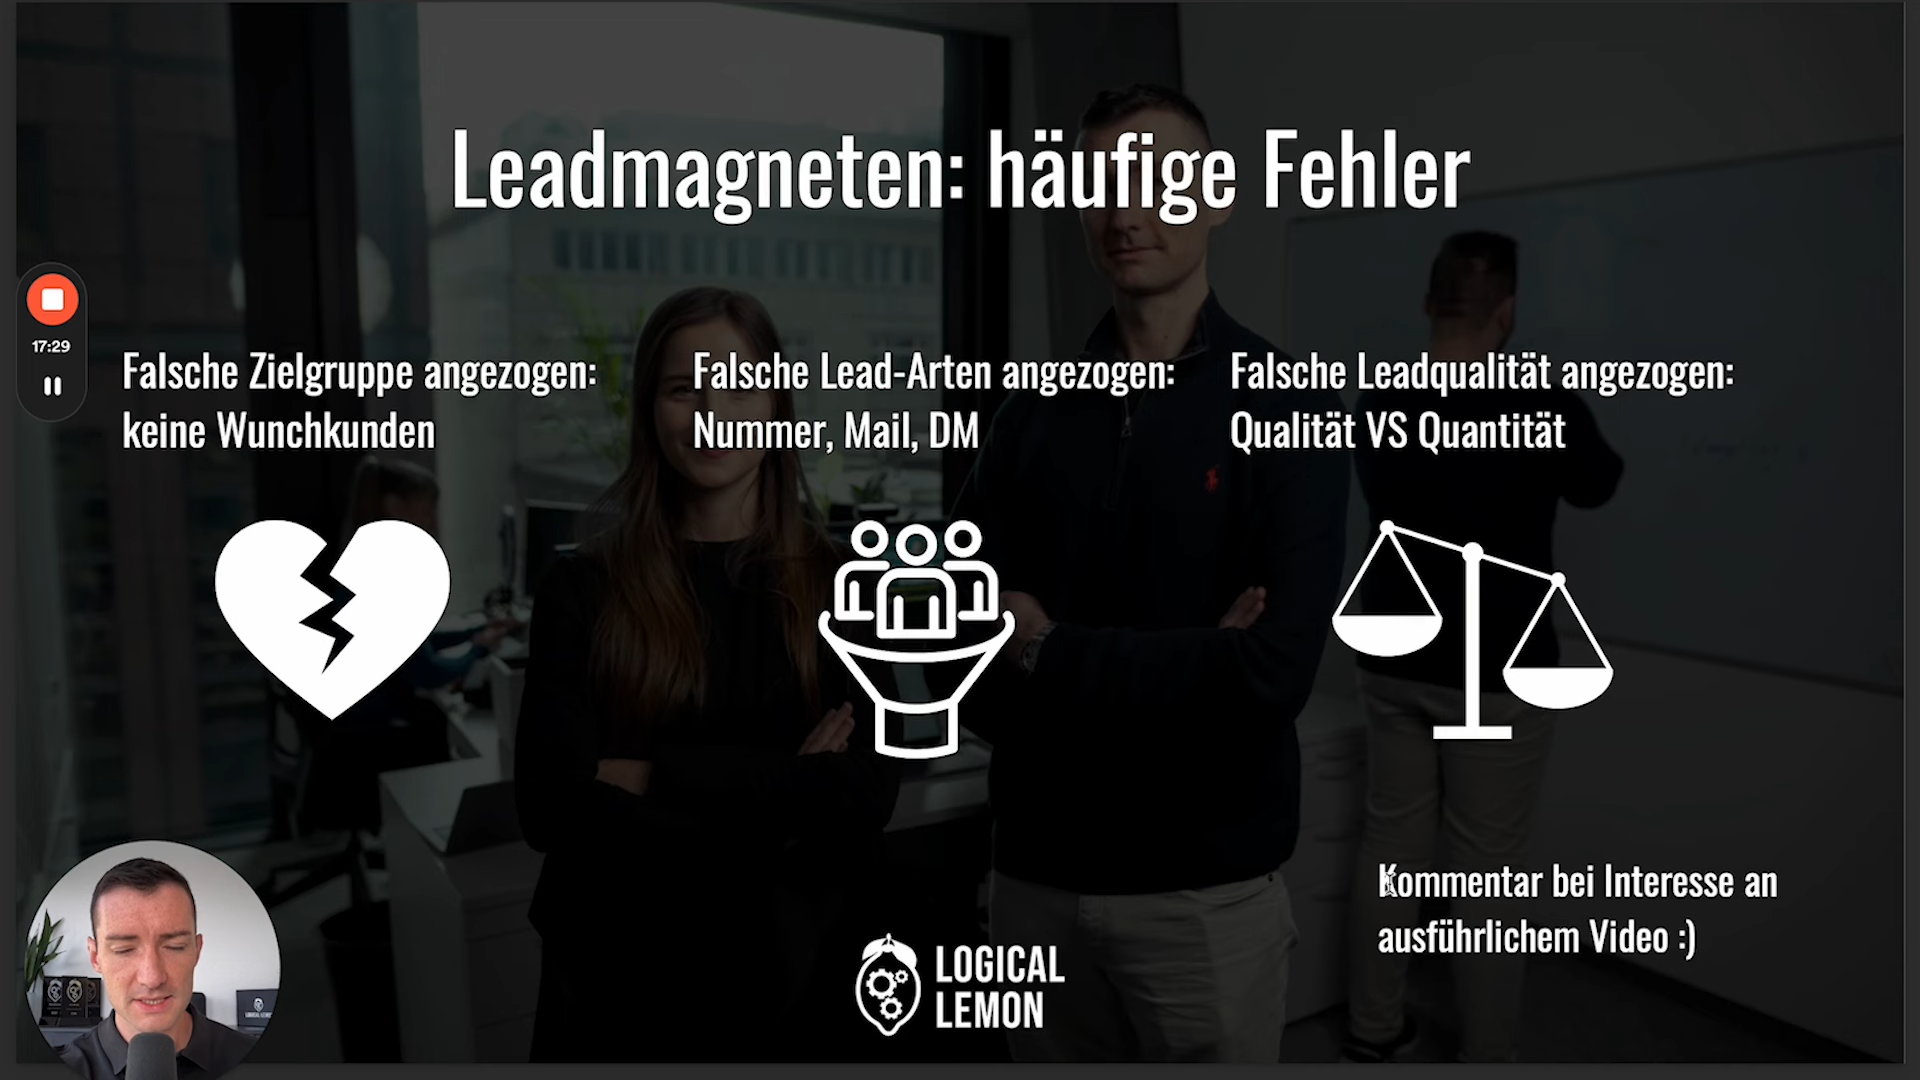 Leadmagneten: häufige Fehler
17:29
Falsche Zielgruppe angezogen:
keine Wunchkunden
Falsche Lead-Arten angezogen:
Nummer, Mail, DM
Falsche Leadqualität angezogen:
Qualität VS Quantität
Kommentar bei Interesse an
ausführlichem Video :)
LOGICAL
LEMON